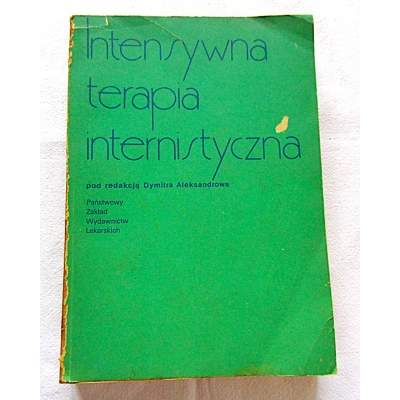 Intensywna
terapia
internistyczna
pod redakcją Dymitra Aleksandrowa
Państwowy
Zakład
Wydawnictw
Lekarskich